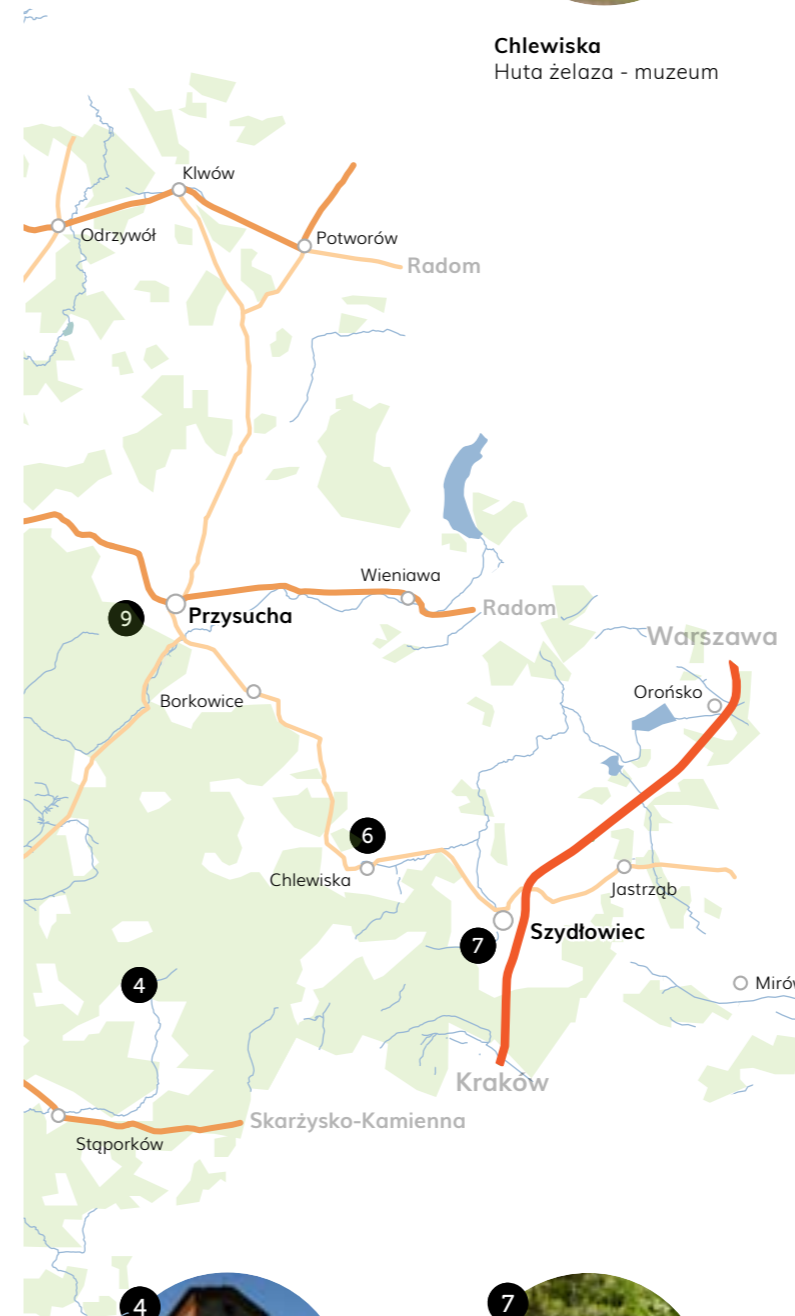 Chlewiska
Huta żelaza - muzeum
Klwów
Odrzywół
Potworów
Radom
Wieniawa
Radom
9
Przysucha
Warszawa
Orońsko
Borkowice
6
Chlewiska
Jastrząb
7
Szydłowiec
4
Kraków
Skarżysko-Kamienna
Stąporków
4
7